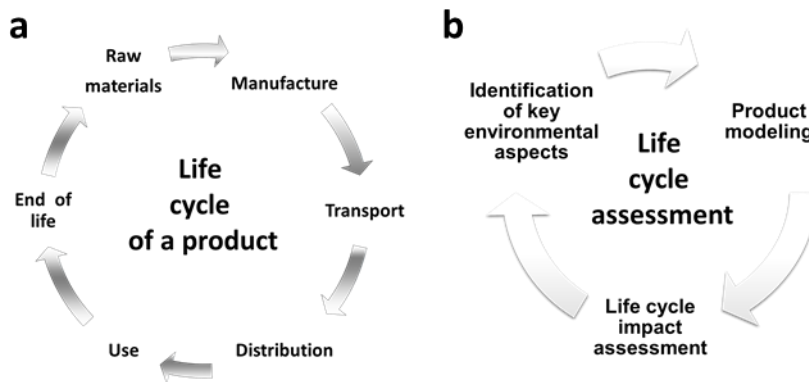 a
Raw
materials
Manufacture
Transport
Distribution
Use
End of
life
Life
cycle
of a product
b
Identification
of key
environmental
aspects
Product
modeling
Life cycle
impact
assessment
Life
cycle
assessment